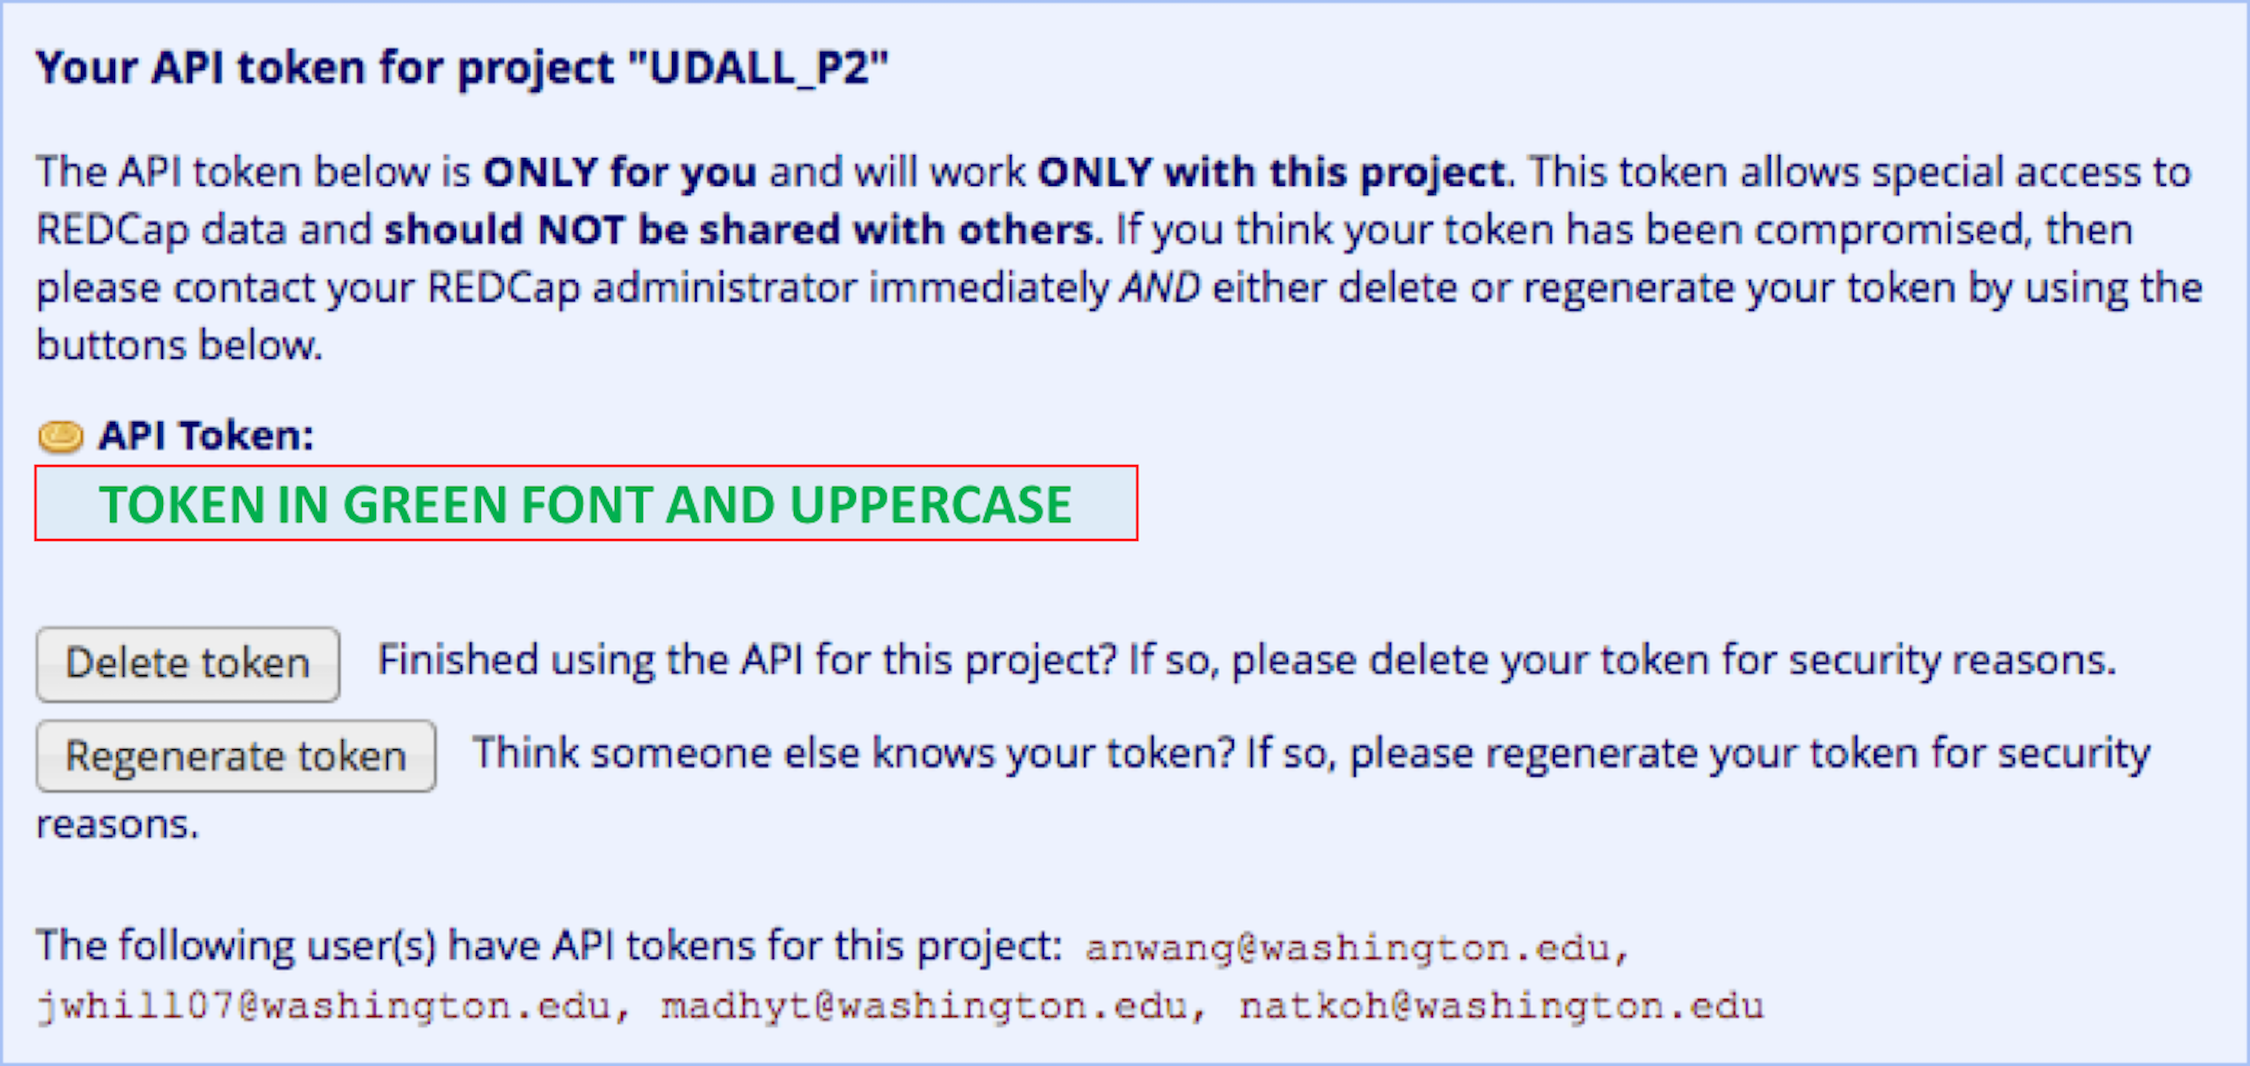 Your API token for project "UDALL_P2"
The API token below is ONLY for you and will work ONLY with this project. This token allows special access to
REDCap data and should NOT be shared with others. If you think your token has been compromised, then
please contact your REDCap administrator immediately AND either delete or regenerate your token by using the
buttons below.
API Token:
TOKEN IN GREEN FONT AND UPPERCASE
Delete token Finished using the API for this project? If so, please delete your token for security reasons.
Regenerate token Think someone else knows your token? If so, please regenerate your token for security
reasons.
The following user(s) have API tokens for this project: anwang@washington.edu,
jwhill07@washington.edu, madhyt@washington.edu, natkoh@washington.edu